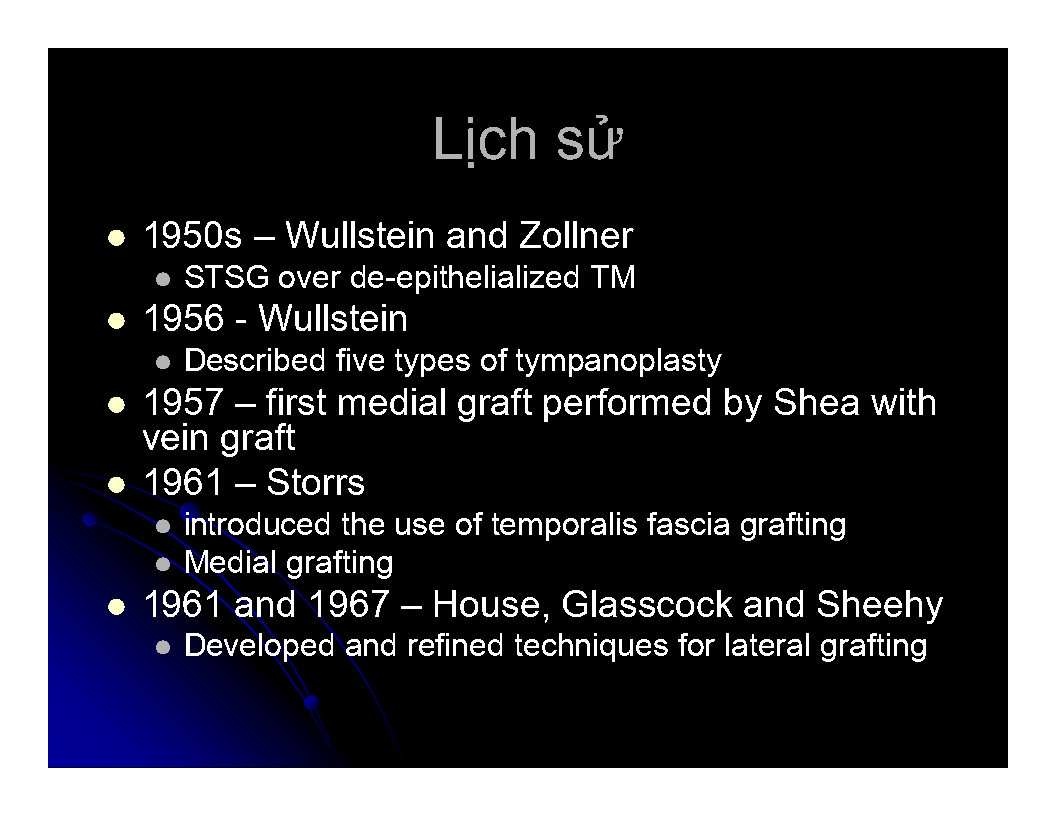 Lịch sử
● 1950s – Wullstein and Zollner
● STSG over de-epithelialized TM
● 1956 - Wullstein
● Described five types of tympanoplasty
● 1957 – first medial graft performed by Shea with
vein graft
● 1961 – Storrs
● introduced the use of temporalis fascia grafting
● Medial grafting
● 1961 and 1967 – House, Glasscock and Sheehy
● Developed and refined techniques for lateral grafting